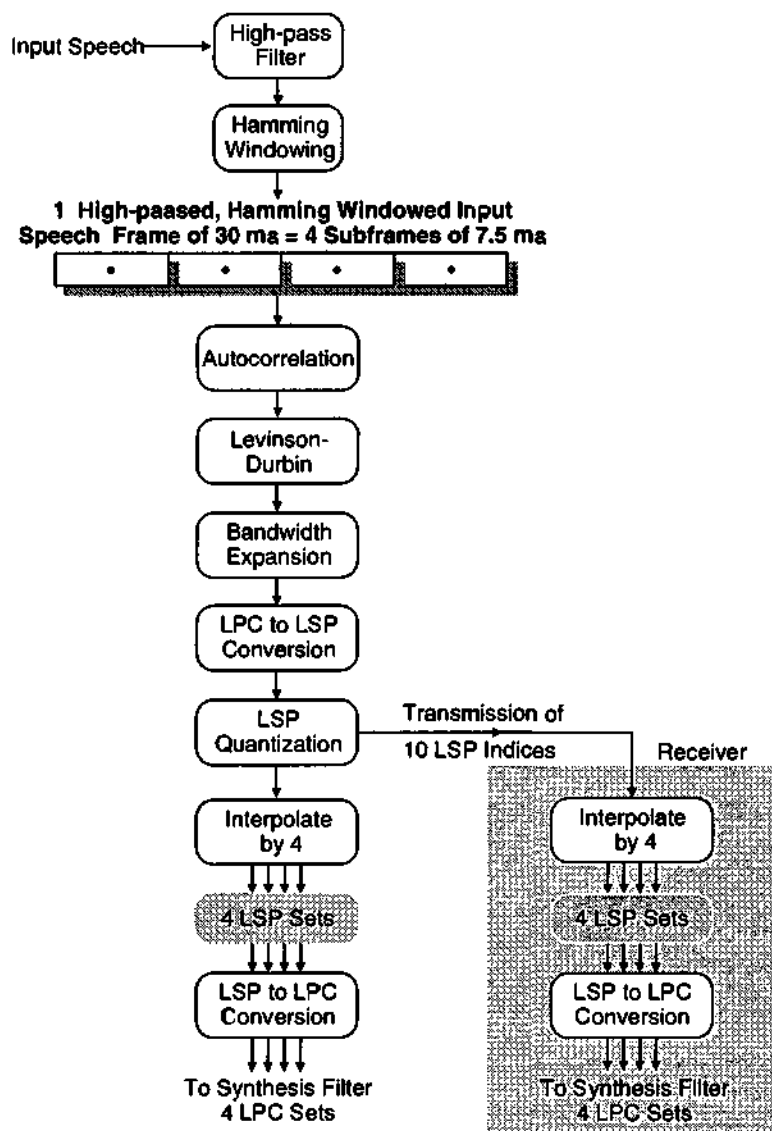 Input Speech
High-pass
Filter
Hamming
Windowing
1 High-paased, Hamming Windowed Input
Speech Frame of 30 ma = 4 Subframes of 7.5 ma
Autocorrelation
Levinson-
Durbin
Bandwidth
Expansion
LPC to LSP
Conversion
LSP
Quantization
Transmission of
10 LSP Indices
Receiver
Interpolate
by 4
4 LSP Sets
LSP to LPC
Conversion
To Synthesis Filter
4 LPC Sets
Interpolate
by 4
4 LSP Sets
LSP to LPC
Conversion
To Synthesis Filter
4 LPC Sets